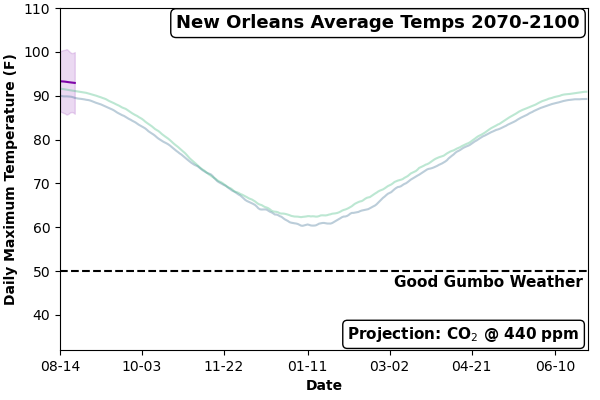 New Orleans Average Temps 2070-2100
Daily Maximum Temperature (F)
110
100
90
80
70
60
50
40
Good Gumbo Weather
Projection: CO₂ @ 440 ppm
08-14 10-03 11-22 01-11 03-02 04-21 06-10
Date